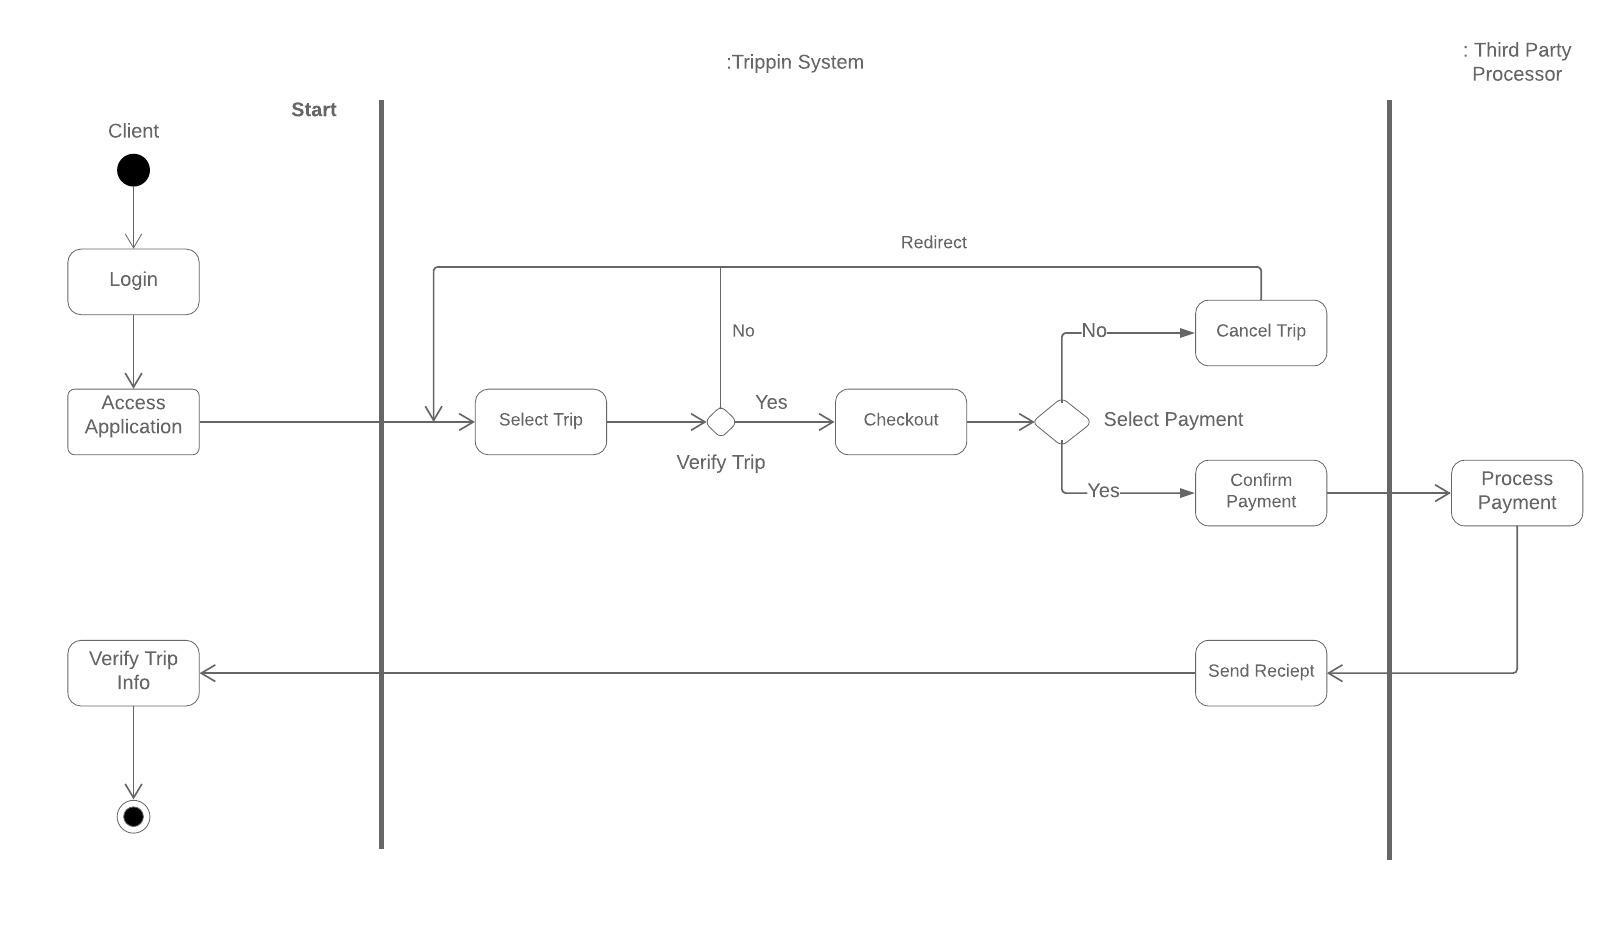 :Trippin System
: Third Party
Processor
Start
Client
Redirect
Login
No
No
Cancel Trip
Access
Application
Select Trip
Yes
Checkout
Select Payment
Verify Trip
Yes
Confirm
Payment
Process
Payment
Verify Trip
Info
Send Reciept